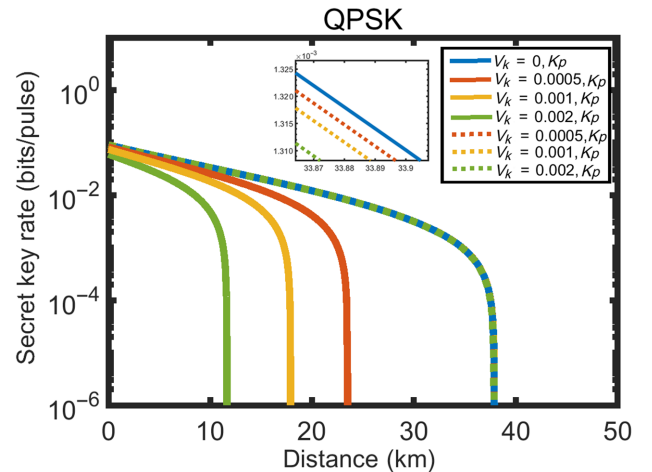 QPSK
Secret key rate (bits/pulse)
10^0
10^-2
10^-4
10^-6
0 10 20 30 40 50
Distance (km)
×10^-3
1.325
1.320
1.315
1.310
33.87 33.88 33.89 33.9
V_k = 0, Kp
V_k = 0.0005, Kp
V_k = 0.001, Kp
V_k = 0.002, Kp
V_k = 0.0005, Kp
V_k = 0.001, Kp
V_k = 0.002, Kp